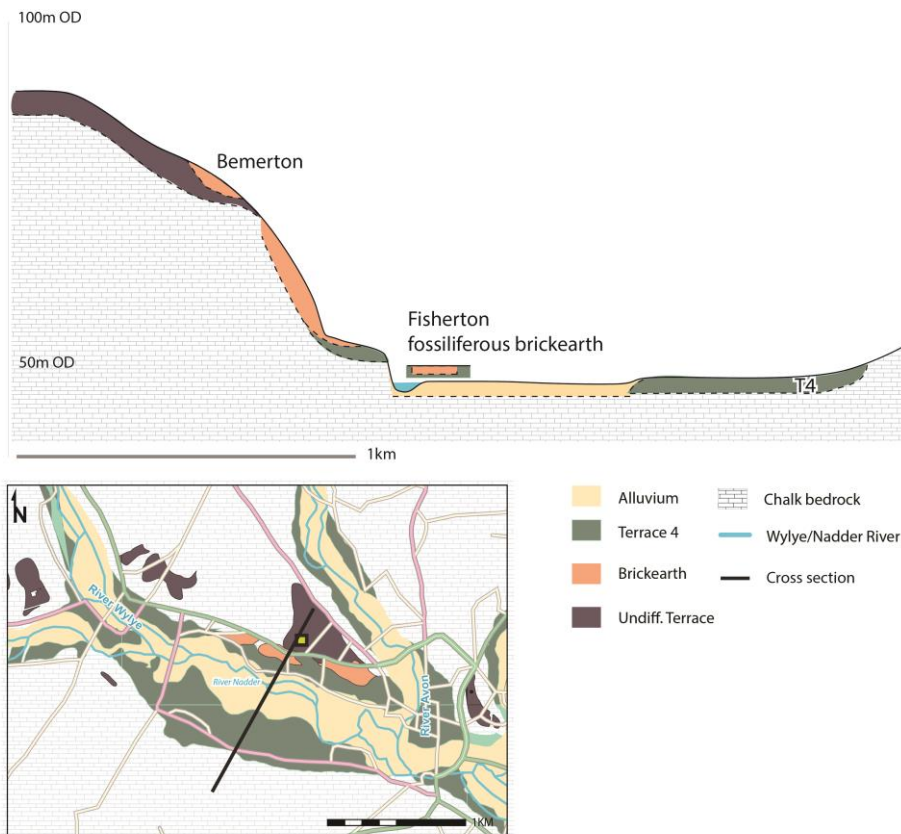 100m OD
Bemerton
Fisherton
fossiliferous brickearth
50m OD
T4
1km
N
River Wylye
River Nadder
River Avon
1KM
Alluvium
Terrace 4
Brickearth
Undiff. Terrace
Chalk bedrock
Wylye/Nadder River
Cross section